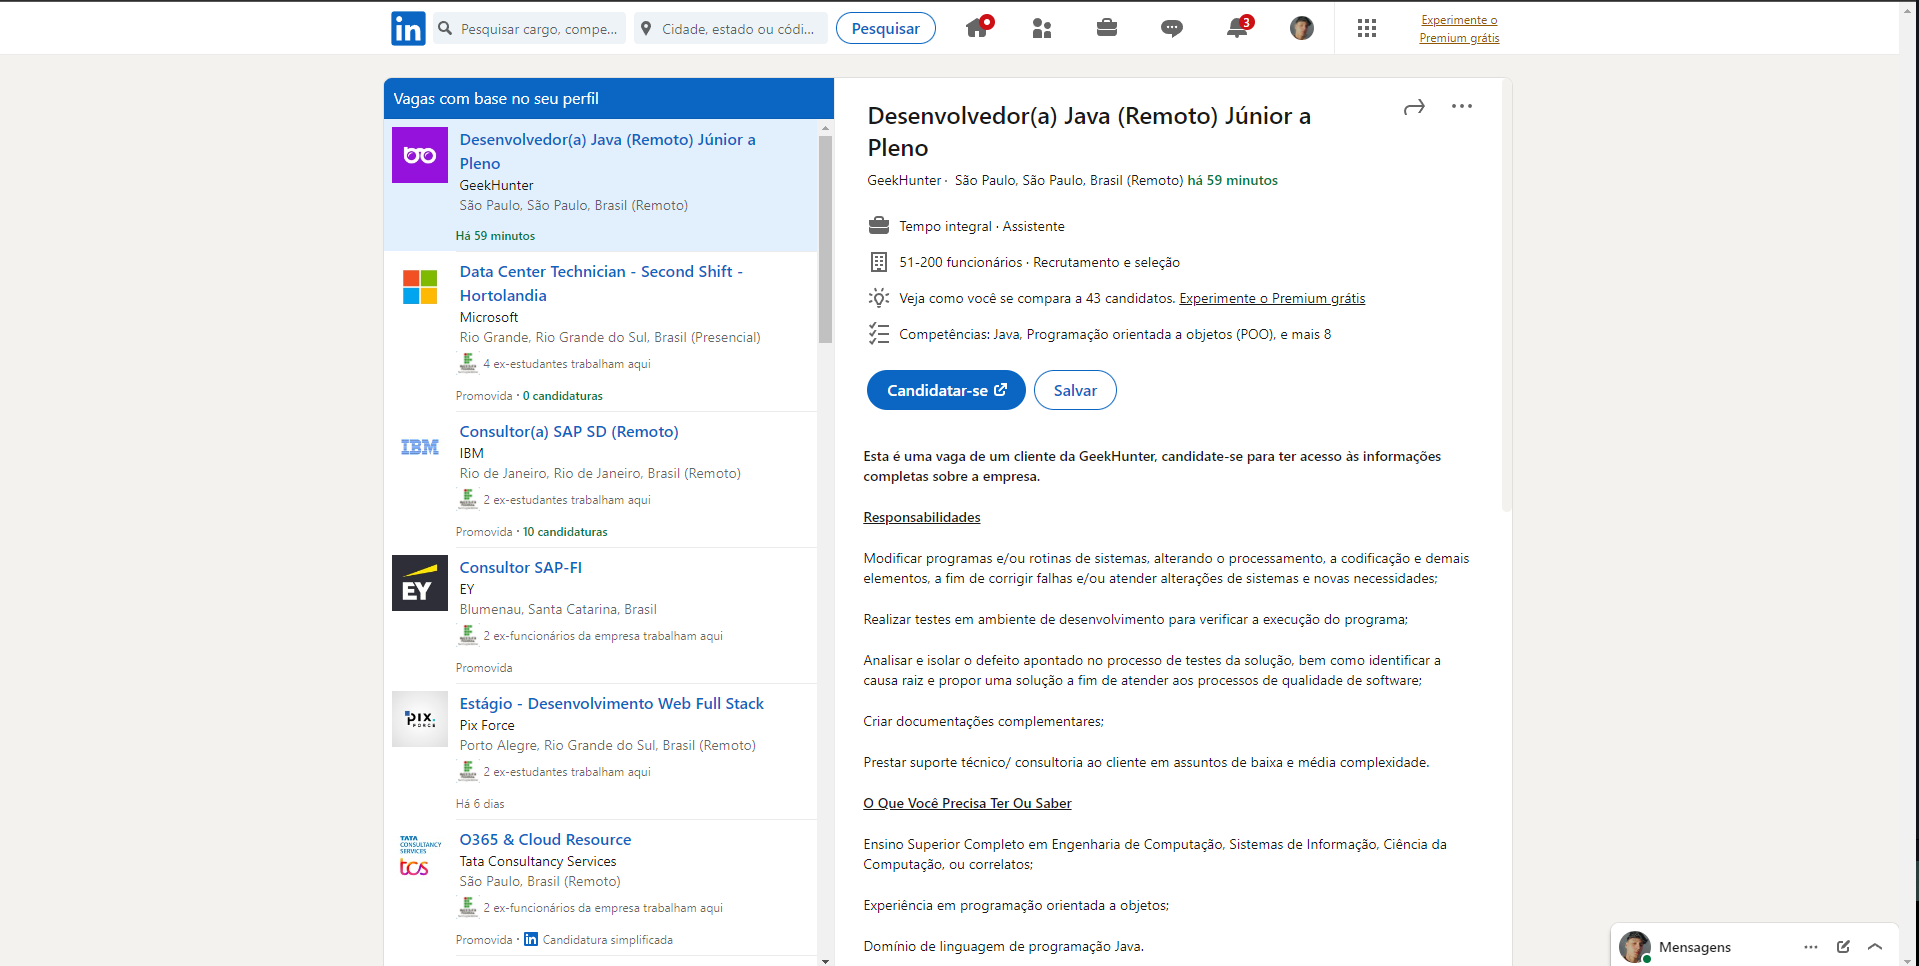 in
Pesquisar cargo, compe...
Cidade, estado ou códi...
Pesquisar
3
Experimente o
Premium grátis
Vagas com base no seu perfil
Desenvolvedor(a) Java (Remoto) Júnior a
Pleno
GeekHunter
São Paulo, São Paulo, Brasil (Remoto)
Há 59 minutos
Data Center Technician - Second Shift -
Hortolandia
Microsoft
Rio Grande, Rio Grande do Sul, Brasil (Presencial)
4 ex-estudantes trabalham aqui
Promovida · 0 candidaturas
IBM
Consultor(a) SAP SD (Remoto)
IBM
Rio de Janeiro, Rio de Janeiro, Brasil (Remoto)
2 ex-estudantes trabalham aqui
Promovida · 10 candidaturas
EY
Consultor SAP-FI
EY
Blumenau, Santa Catarina, Brasil
2 ex-funcionários da empresa trabalham aqui
Promovida
PIX
FORCE
Estágio - Desenvolvimento Web Full Stack
Pix Force
Porto Alegre, Rio Grande do Sul, Brasil (Remoto)
2 ex-estudantes trabalham aqui
Há 6 dias
TATA
CONSULTANCY
SERVICES
tcs
O365 & Cloud Resource
Tata Consultancy Services
São Paulo, Brasil (Remoto)
2 ex-funcionários da empresa trabalham aqui
Promovida · in Candidatura simplificada
Desenvolvedor(a) Java (Remoto) Júnior a
Pleno
GeekHunter · São Paulo, São Paulo, Brasil (Remoto) há 59 minutos
Tempo integral · Assistente
51-200 funcionários · Recrutamento e seleção
Veja como você se compara a 43 candidatos. Experimente o Premium grátis
Competências: Java, Programação orientada a objetos (POO), e mais 8
Candidatar-se
Salvar
Esta é uma vaga de um cliente da GeekHunter, candidate-se para ter acesso às informações
completas sobre a empresa.
Responsabilidades
Modificar programas e/ou rotinas de sistemas, alterando o processamento, a codificação e demais
elementos, a fim de corrigir falhas e/ou atender alterações de sistemas e novas necessidades;
Realizar testes em ambiente de desenvolvimento para verificar a execução do programa;
Analisar e isolar o defeito apontado no processo de testes da solução, bem como identificar a
causa raiz e propor uma solução a fim de atender aos processos de qualidade de software;
Criar documentações complementares;
Prestar suporte técnico/ consultoria ao cliente em assuntos de baixa e média complexidade.
O Que Você Precisa Ter Ou Saber
Ensino Superior Completo em Engenharia de Computação, Sistemas de Informação, Ciência da
Computação, ou correlatos;
Experiência em programação orientada a objetos;
Domínio de linguagem de programação Java.
Mensagens